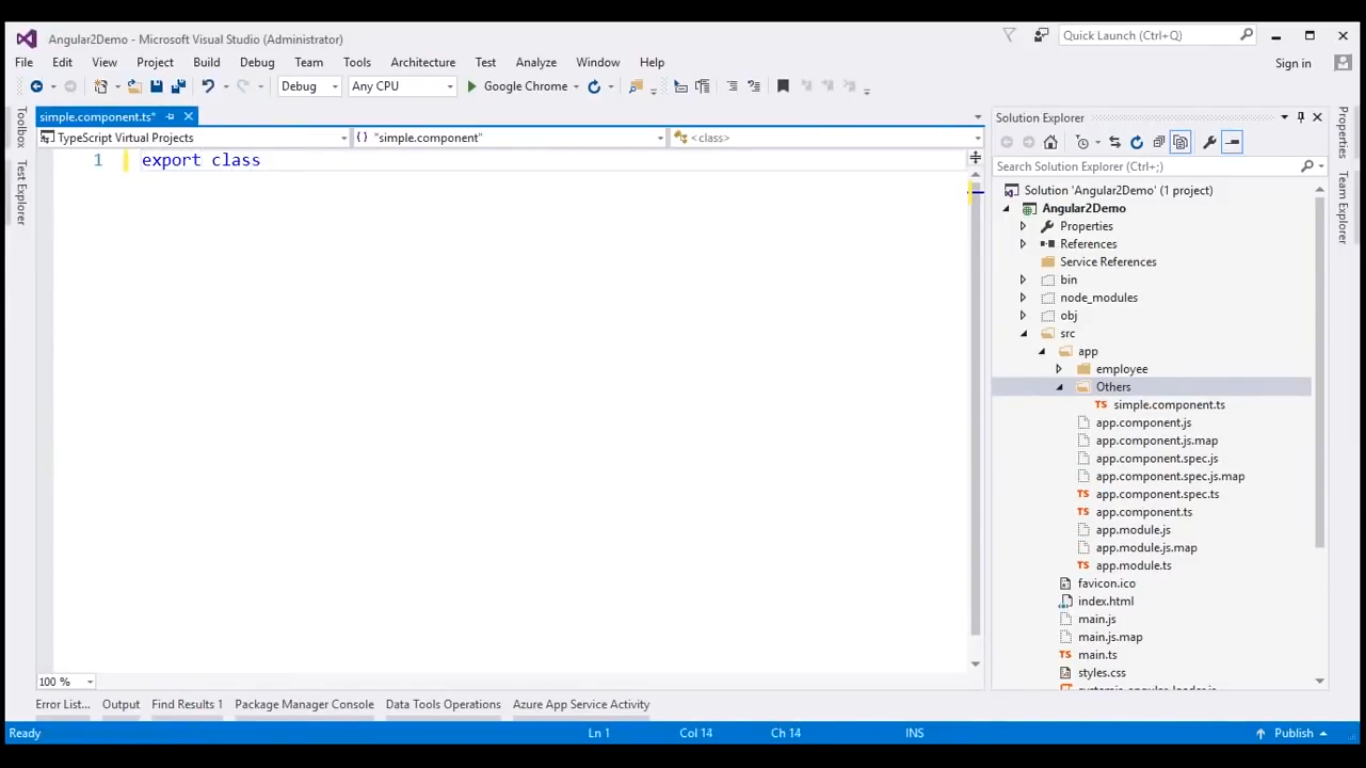 Angular2Demo - Microsoft Visual Studio (Administrator)
Quick Launch (Ctrl+Q)
File Edit View Project Build Debug Team Tools Architecture Test Analyze Window Help
Sign in
Debug Any CPU Google Chrome
Toolbox
Test Explorer
simple.component.ts*
TypeScript Virtual Projects {} "simple.component" <class>
1 export class
100 %
Solution Explorer
Search Solution Explorer (Ctrl+;)
Solution 'Angular2Demo' (1 project)
Angular2Demo
Properties
References
Service References
bin
node_modules
obj
src
app
employee
Others
TS simple.component.ts
app.component.js
app.component.js.map
app.component.spec.js
app.component.spec.js.map
TS app.component.spec.ts
TS app.component.ts
app.module.js
app.module.js.map
TS app.module.ts
favicon.ico
index.html
main.js
main.js.map
TS main.ts
styles.css
Properties
Team Explorer
Error List... Output Find Results 1 Package Manager Console Data Tools Operations Azure App Service Activity
Ready Ln 1 Col 14 Ch 14 INS Publish